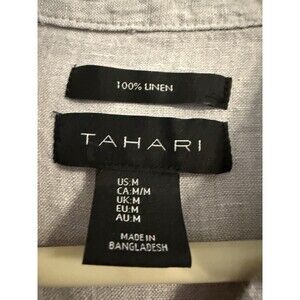 100% LINEN
TAHARI
US:M
CA:M/M
UK:M
EU:M
AU:M
MADE IN
BANGLADESH